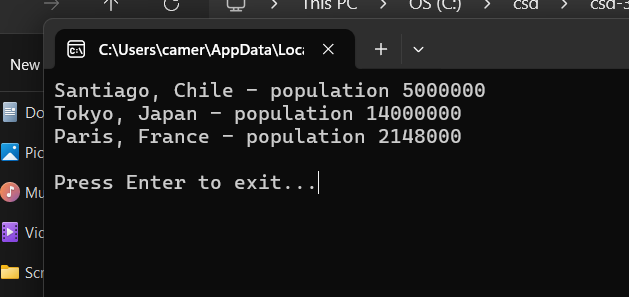 This PC > OS (C:) > csd >
C:\Users\camer\AppData\Loca
New
Santiago, Chile - population 5000000
Do
Tokyo, Japan - population 14000000
Paris, France - population 2148000
Pic
Press Enter to exit...
Mu
Vid
Scr